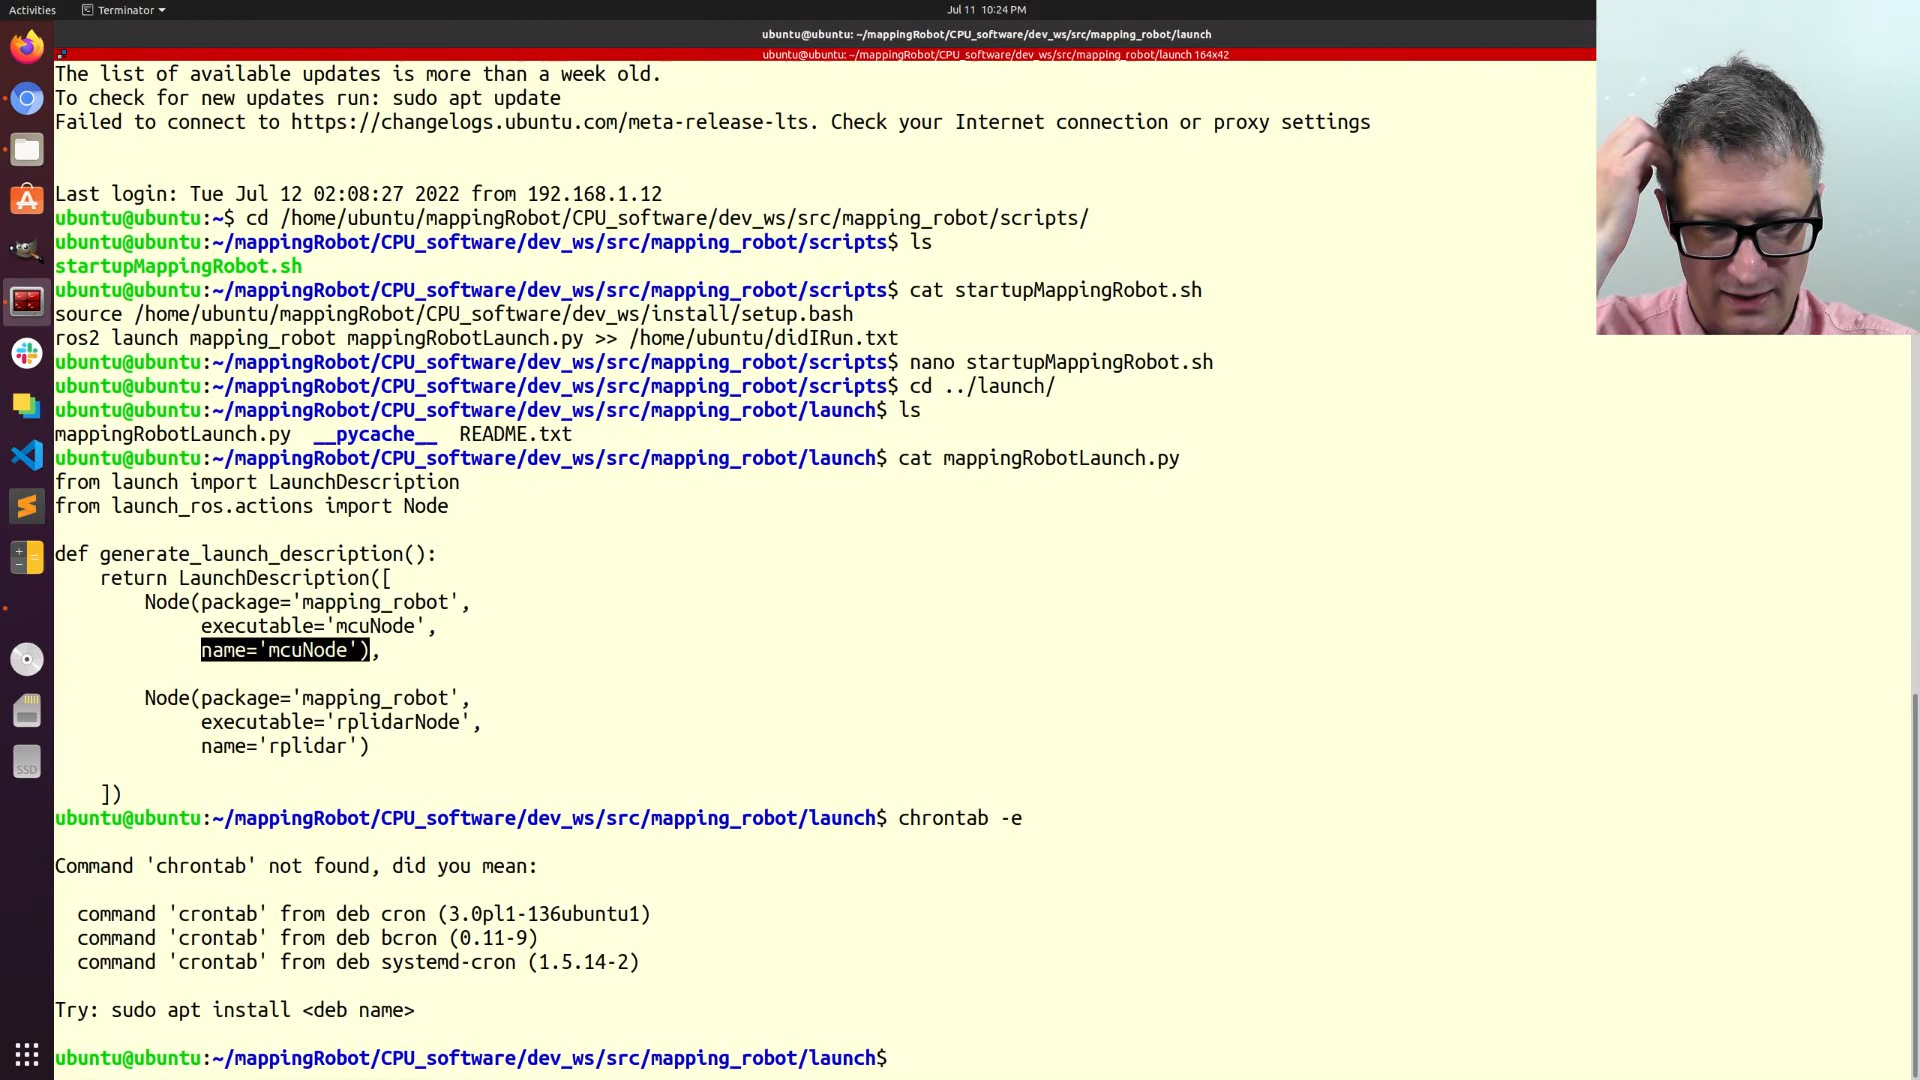 Activities
Terminator
Jul 11 10:24 PM
ubuntu@ubuntu: ~/mappingRobot/CPU_software/dev_ws/src/mapping_robot/launch
ubuntu@ubuntu: ~/mappingRobot/CPU_software/dev_ws/src/mapping_robot/launch 164x42
The list of available updates is more than a week old.
To check for new updates run: sudo apt update
Failed to connect to https://changelogs.ubuntu.com/meta-release-lts. Check your Internet connection or proxy settings
Last login: Tue Jul 12 02:08:27 2022 from 192.168.1.12
ubuntu@ubuntu:~$ cd /home/ubuntu/mappingRobot/CPU_software/dev_ws/src/mapping_robot/scripts/
ubuntu@ubuntu:~/mappingRobot/CPU_software/dev_ws/src/mapping_robot/scripts$ ls
startupMappingRobot.sh
ubuntu@ubuntu:~/mappingRobot/CPU_software/dev_ws/src/mapping_robot/scripts$ cat startupMappingRobot.sh
source /home/ubuntu/mappingRobot/CPU_software/dev_ws/install/setup.bash
ros2 launch mapping_robot mappingRobotLaunch.py >> /home/ubuntu/didIRun.txt
ubuntu@ubuntu:~/mappingRobot/CPU_software/dev_ws/src/mapping_robot/scripts$ nano startupMappingRobot.sh
ubuntu@ubuntu:~/mappingRobot/CPU_software/dev_ws/src/mapping_robot/scripts$ cd ../launch/
ubuntu@ubuntu:~/mappingRobot/CPU_software/dev_ws/src/mapping_robot/launch$ ls
mappingRobotLaunch.py  __pycache__  README.txt
ubuntu@ubuntu:~/mappingRobot/CPU_software/dev_ws/src/mapping_robot/launch$ cat mappingRobotLaunch.py
from launch import LaunchDescription
from launch_ros.actions import Node
def generate_launch_description():
    return LaunchDescription([
        Node(package='mapping_robot',
             executable='mcuNode',
             name='mcuNode'),
        Node(package='mapping_robot',
             executable='rplidarNode',
             name='rplidar')
    ])
ubuntu@ubuntu:~/mappingRobot/CPU_software/dev_ws/src/mapping_robot/launch$ chrontab -e
Command 'chrontab' not found, did you mean:
  command 'crontab' from deb cron (3.0pl1-136ubuntu1)
  command 'crontab' from deb bcron (0.11-9)
  command 'crontab' from deb systemd-cron (1.5.14-2)
Try: sudo apt install <deb name>
ubuntu@ubuntu:~/mappingRobot/CPU_software/dev_ws/src/mapping_robot/launch$
SSD